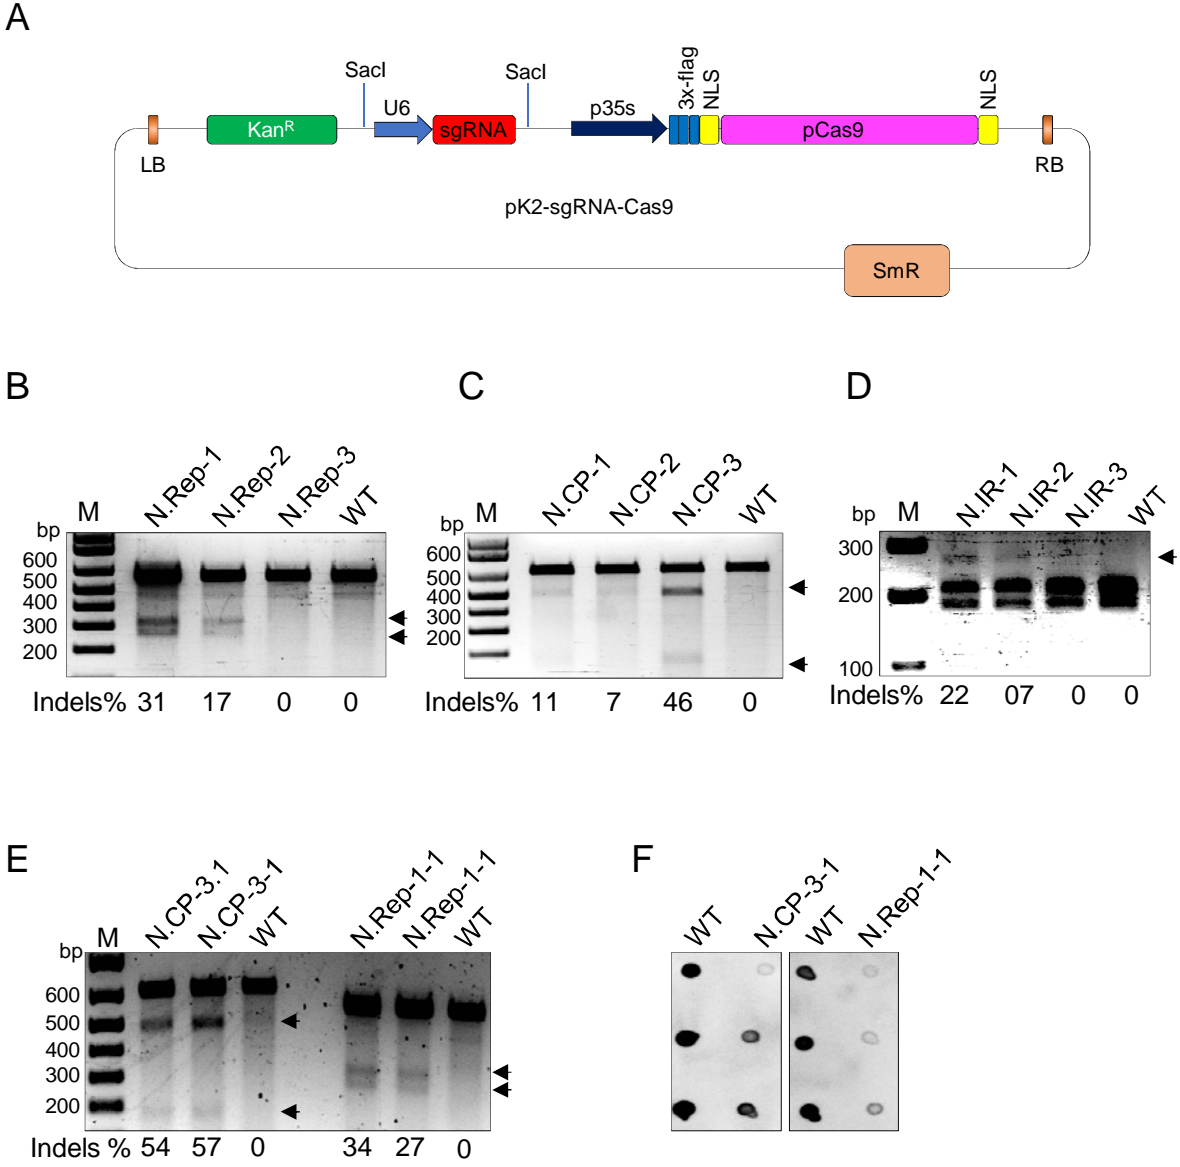 A
SacI
SacI
U6
p35s
3x-flag
NLS
NLS
KanR
sgRNA
pCas9
LB
RB
pK2-sgRNA-Cas9
SmR
B
bp
M
N.Rep-1
N.Rep-2
N.Rep-3
WT
600
500
400
300
200
Indels% 31 17 0 0
C
bp
M
N.CP-1
N.CP-2
N.CP-3
WT
600
500
400
300
200
Indels% 11 7 46 0
D
bp
M
N.IR-1
N.IR-2
N.IR-3
WT
300
200
100
Indels% 22 07 0 0
E
bp
M
N.CP-3.1
N.CP-3-1
WT
N.Rep-1-1
N.Rep-1-1
WT
600
500
400
300
200
Indels % 54 57 0 34 27 0
F
WT
N.CP-3-1
WT
N.Rep-1-1